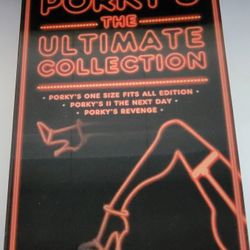 PORKY'S
THE
ULTIMATE
COLLECTION
· PORKY'S ONE SIZE FITS ALL EDITION ·
· PORKY'S II THE NEXT DAY ·
· PORKY'S REVENGE ·